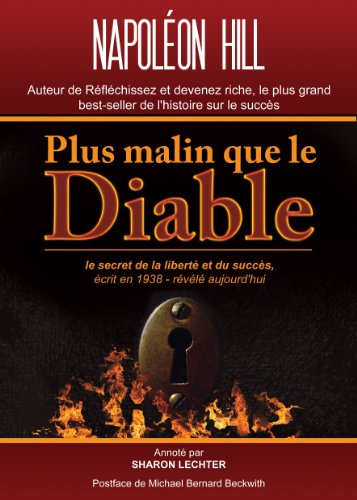 NAPOLÉON HILL
Auteur de Réfléchissez et devenez riche, le plus grand
best-seller de l'histoire sur le succès
Plus malin que le
Diable
le secret de la liberté et du succès,
écrit en 1938 - révélé aujourd'hui
Annoté par
SHARON LECHTER
Postface de Michael Bernard Beckwith